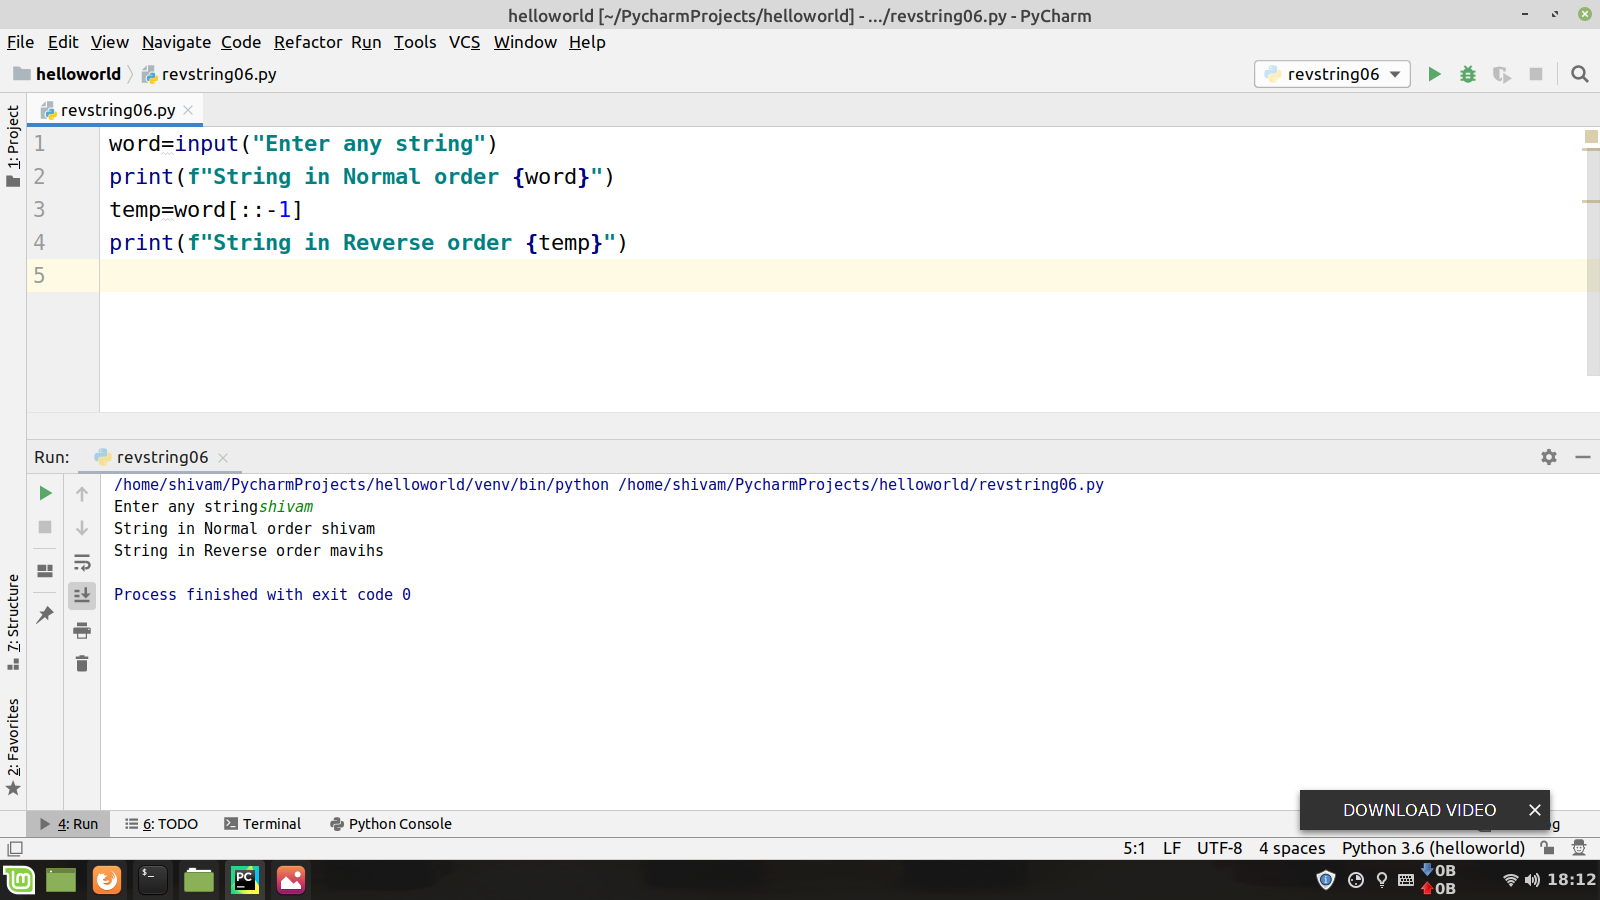 helloworld [~/PycharmProjects/helloworld] - .../revstring06.py - PyCharm
File Edit View Navigate Code Refactor Run Tools VCS Window Help
helloworld revstring06.py
revstring06
1: Project
revstring06.py
1 word=input("Enter any string")
2 print(f"String in Normal order {word}")
3 temp=word[::-1]
4 print(f"String in Reverse order {temp}")
5
Run: revstring06
/home/shivam/PycharmProjects/helloworld/venv/bin/python /home/shivam/PycharmProjects/helloworld/revstring06.py
Enter any stringshivam
String in Normal order shivam
String in Reverse order mavihs
Process finished with exit code 0
7: Structure
2: Favorites
DOWNLOAD VIDEO
4: Run 6: TODO Terminal Python Console
5:1 LF UTF-8 4 spaces Python 3.6 (helloworld)
PC
0B
0B
18:12